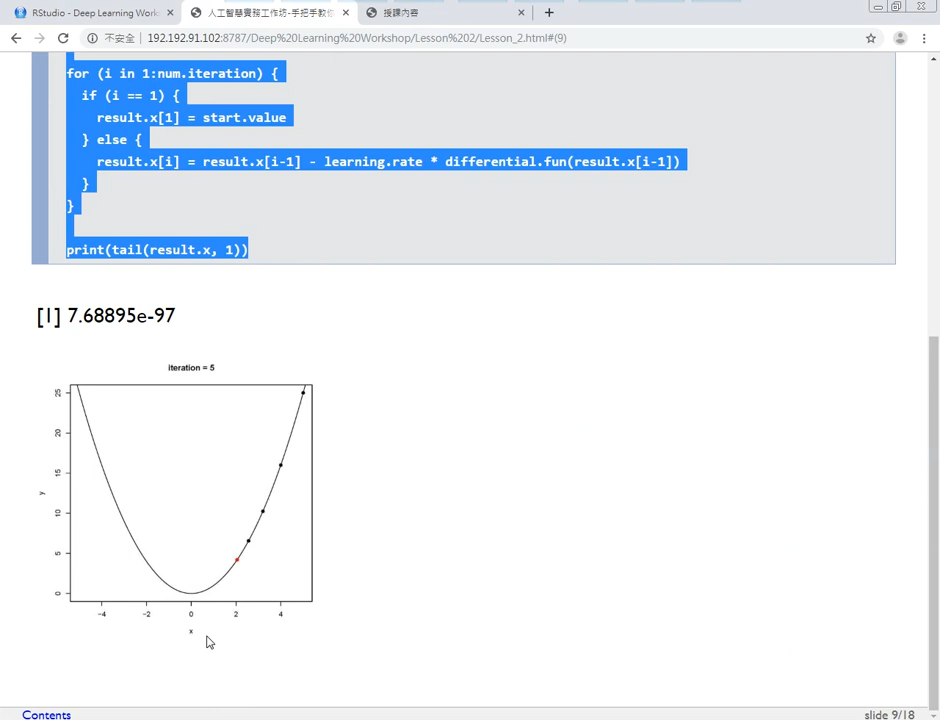 RStudio - Deep Learning Works
人工智慧實務工作坊-手把手教你
授課內容
不安全
192.192.91.102:8787/Deep%20Learning%20Workshop/Lesson%202/Lesson_2.html#(9)
for (i in 1:num.iteration) {
if (i == 1) {
result.x[1] = start.value
} else {
result.x[i] = result.x[i-1] - learning.rate * differential.fun(result.x[i-1])
}
}
print(tail(result.x, 1))
[1] 7.68895e-97
iteration = 5
25
20
15
10
5
0
y
-4 -2 0 2 4
x
Contents
slide 9/18